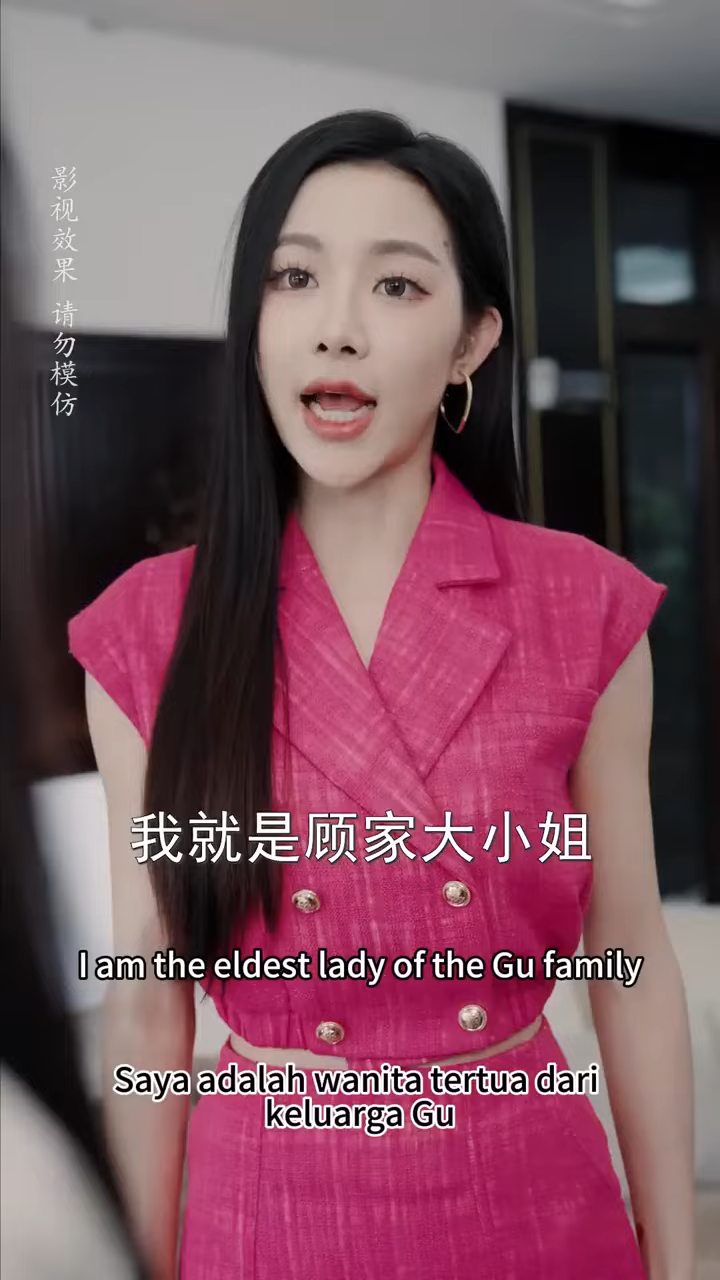 影视效果 请勿模仿
我就是顾家大小姐
I am the eldest lady of the Gu family
Saya adalah wanita tertua dari
keluarga Gu